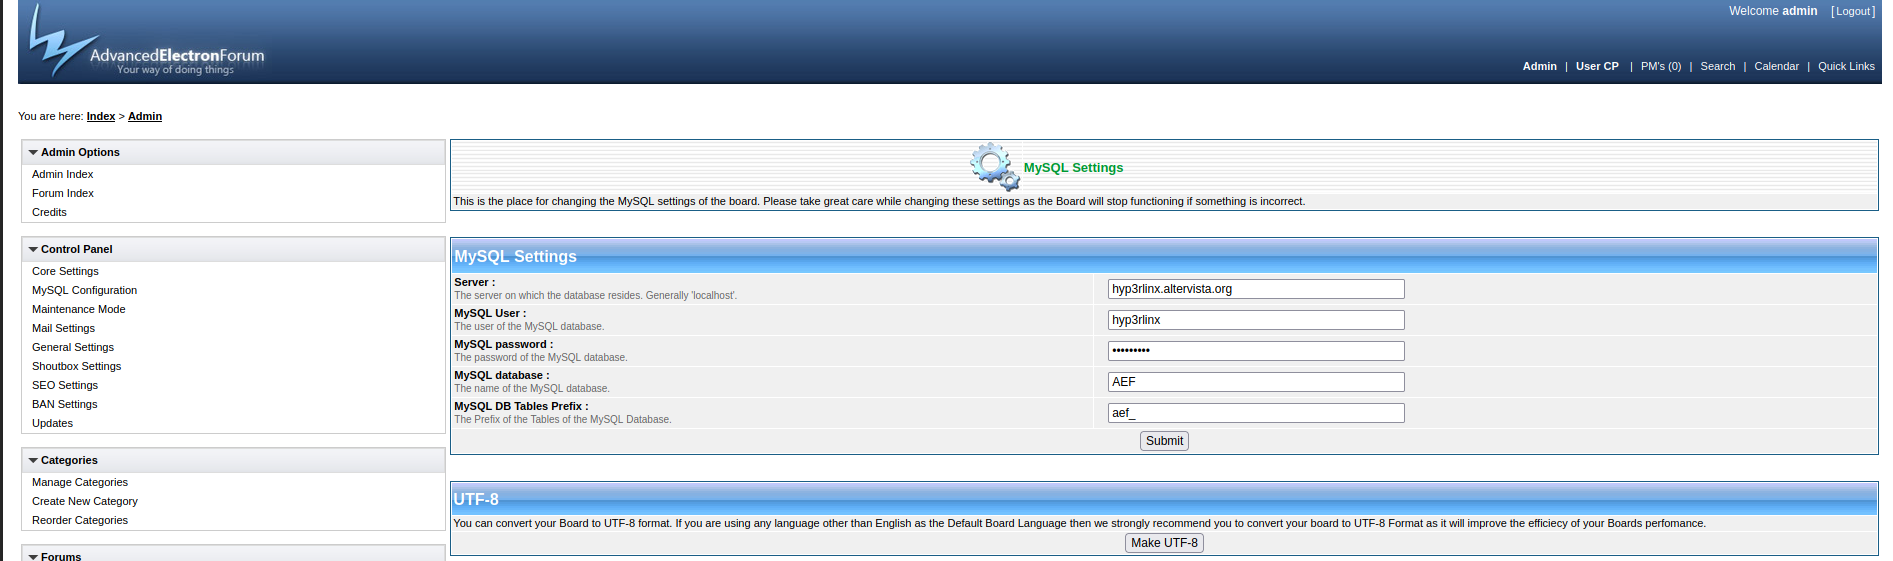 Welcome admin [Logout]
AdvancedElectronForum
Your way of doing things
Admin | User CP | PM's (0) | Search | Calendar | Quick Links
You are here: Index > Admin
Admin Options
Admin Index
Forum Index
Credits
Control Panel
Core Settings
MySQL Configuration
Maintenance Mode
Mail Settings
General Settings
Shoutbox Settings
SEO Settings
BAN Settings
Updates
Categories
Manage Categories
Create New Category
Reorder Categories
Forums
MySQL Settings
This is the place for changing the MySQL settings of the board. Please take great care while changing these settings as the Board will stop functioning if something is incorrect.
MySQL Settings
Server :
The server on which the database resides. Generally 'localhost'.
hyp3rlinx.altervista.org
MySQL User :
The user of the MySQL database.
hyp3rlinx
MySQL password :
The password of the MySQL database.
•••••••••
MySQL database :
The name of the MySQL database.
AEF
MySQL DB Tables Prefix :
The Prefix of the Tables of the MySQL Database.
aef_
Submit
UTF-8
You can convert your Board to UTF-8 format. If you are using any language other than English as the Default Board Language then we strongly recommend you to convert your board to UTF-8 Format as it will improve the efficiecy of your Boards perfomance.
Make UTF-8